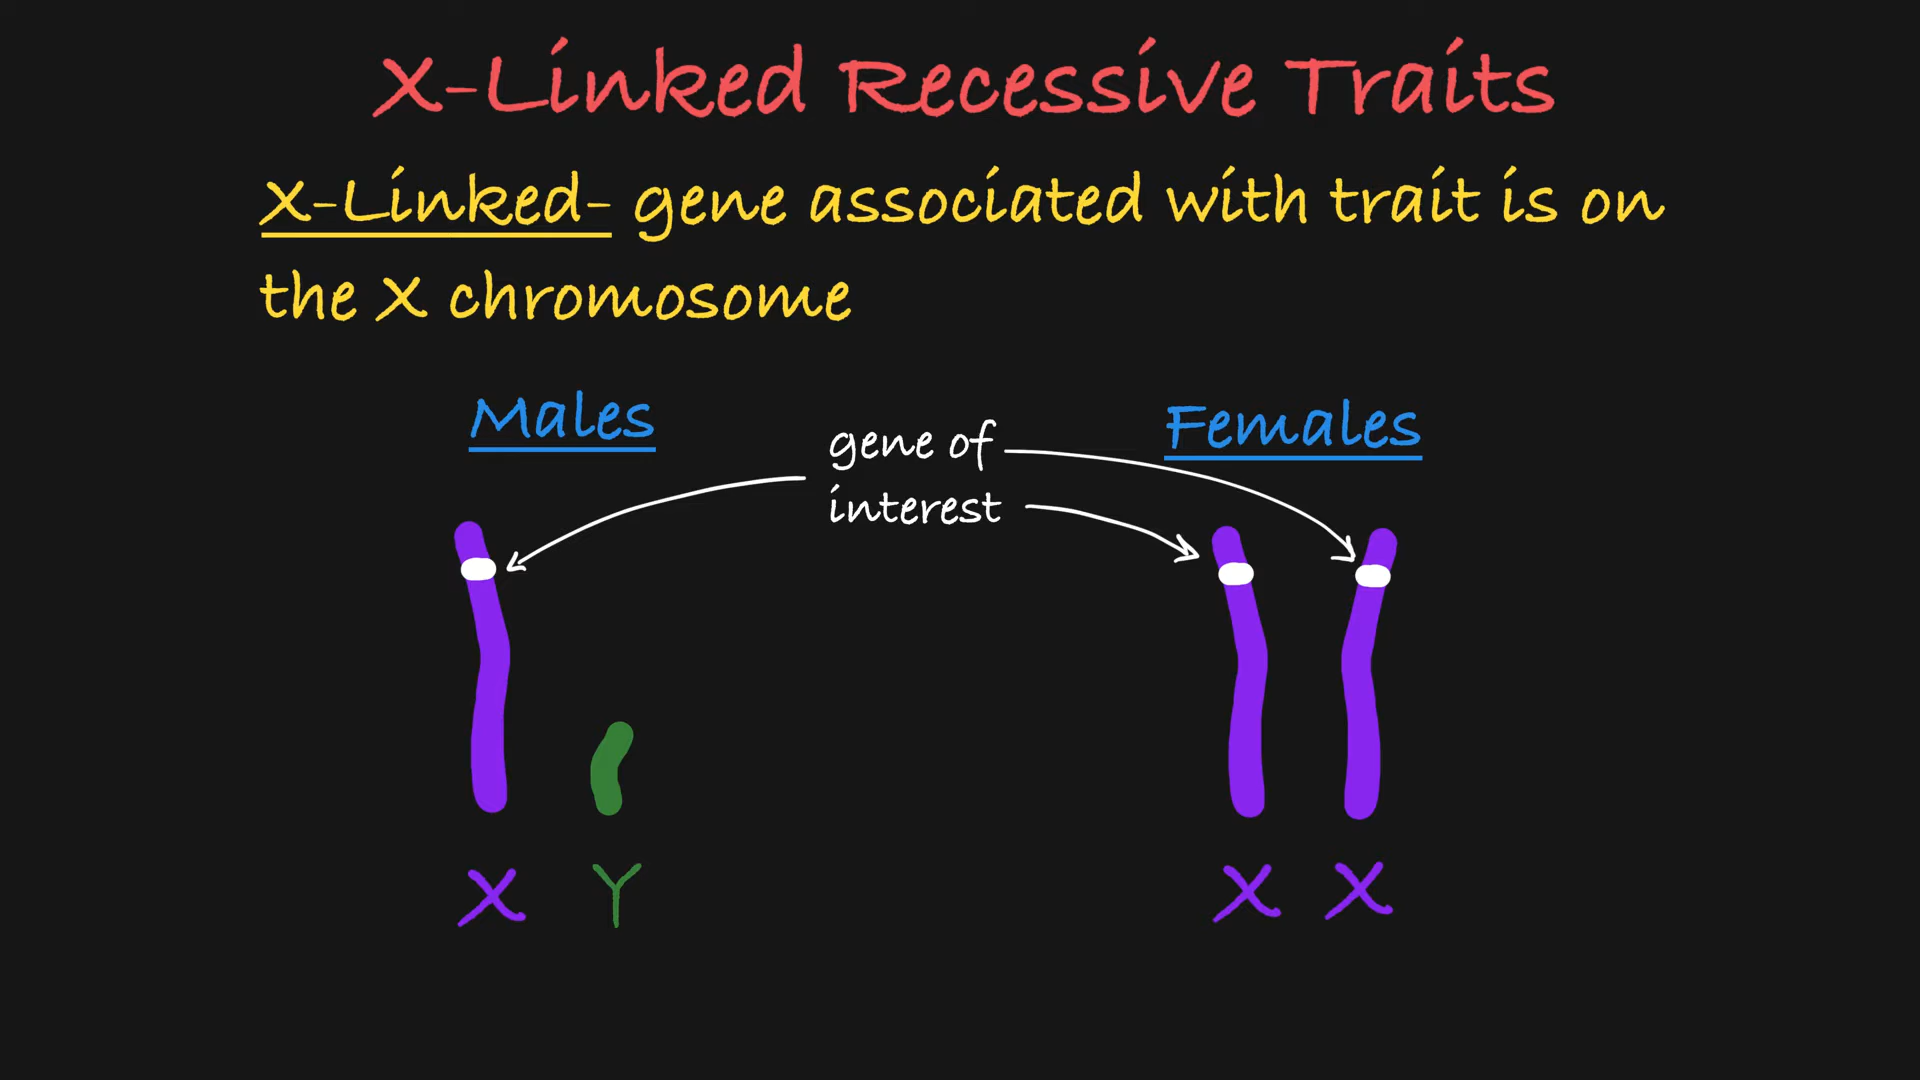 X-Linked Recessive Traits
X-Linked- gene associated with trait is on
the X chromosome
Males
gene of
interest
Females
X Y
X X